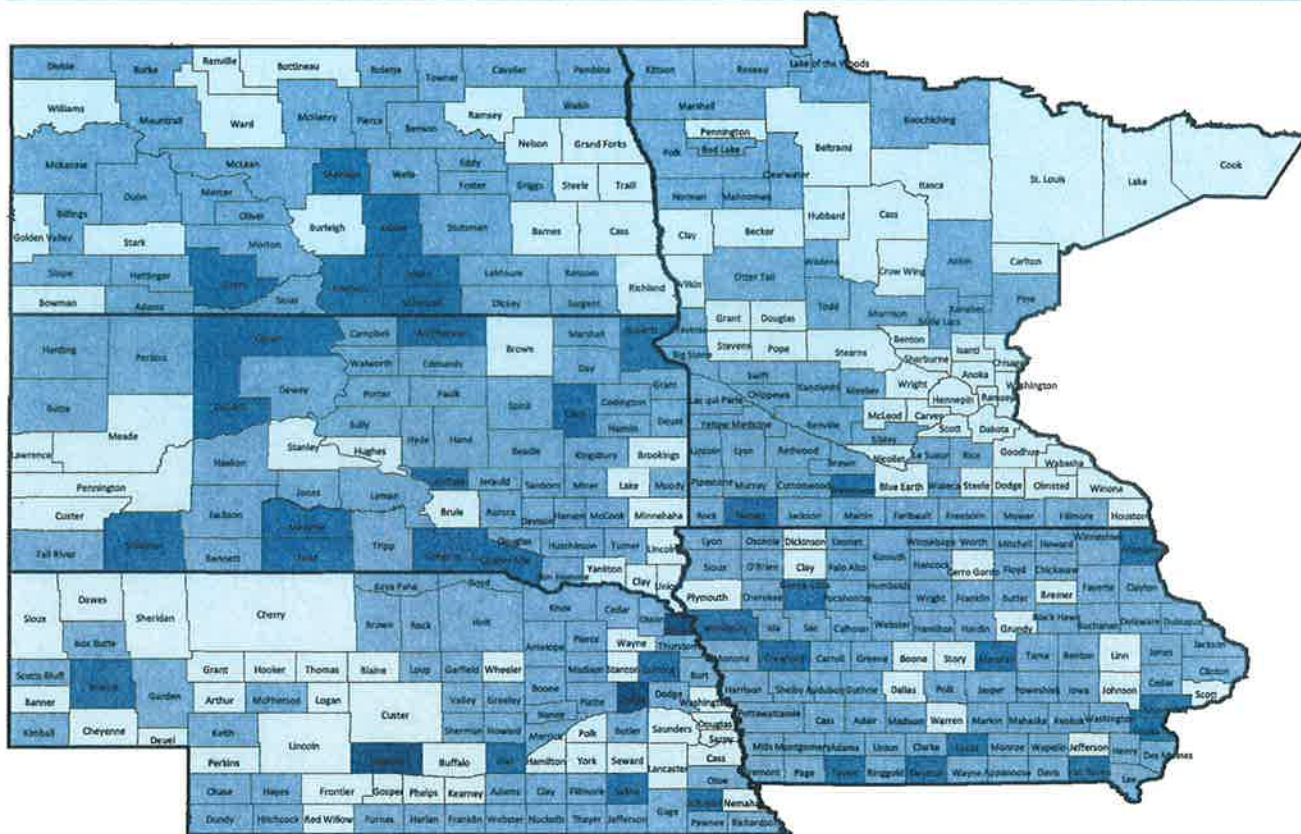 Divide Burke Renville Bottineau Rolette Towner Cavalier Pembina Kittson Roseau Lake of the Woods
Williams Mountrail Ward McHenry Pierce Benson Ramsey Walsh Marshall Koochiching
Pennington Beltrami Nelson Grand Forks Polk Red Lake
McKenzie McLean Sheridan Wells Eddy Foster Griggs Steele Traill Norman Mahnomen Clearwater Itasca St. Louis Lake Cook
Dunn Mercer Oliver Billings Burleigh Stutsman Barnes Cass Clay Becker Hubbard Cass
Golden Valley Stark Morton Wadena Crow Wing Aitkin Carlton
Slope Hettinger LaMoure Ransom Richland Otter Tail
Bowman Adams Sioux Dickey Sargent Todd Morrison Mille Lacs Kanabec Pine
Grant Douglas Benton
Harding Perkins Campbell Brown Marshall Roberts Big Stone Stevens Pope Stearns Sherburne Isanti Chisago
Walworth Edmunds Day Swift Wright Anoka Washington
Butte Dewey Potter Faulk Spink Codington Grant Lac qui Parle Chippewa Kandiyohi Meeker Hennepin Ramsey
Meade Sully Hyde Hand Hamlin Deuel Yellow Medicine Renville McLeod Carver Scott Dakota
Lawrence Stanley Hughes Beadle Kingsbury Brookings Lincoln Lyon Redwood Brown Sibley Nicollet Le Sueur Rice Goodhue Wabasha
Haakon Jerauld Sanborn Miner Lake Moody Pipestone Murray Cottonwood Blue Earth Waseca Steele Dodge Olmsted Winona
Pennington Jones Lyman Brule Aurora Davison Hanson McCook Minnehaha Rock Nobles Jackson Martin Faribault Freeborn Mower Fillmore Houston
Custer Jackson
Fall River Bennett Todd Tripp Douglas Hutchinson Turner Lincoln Lyon Osceola Dickinson Emmet Winnebago Worth Mitchell Howard Winneshiek
Bon Homme Yankton Clay Union Sioux O'Brien Clay Palo Alto Kossuth Hancock Cerro Gordo Floyd Chickasaw
Dawes Keya Paha Boyd Plymouth Cherokee Pocahontas Humboldt Wright Franklin Butler Bremer Fayette Clayton
Sioux Sheridan Cherry Brown Rock Holt Knox Cedar Dixon Ida Sac Calhoun Webster Hamilton Hardin Grundy Black Hawk Buchanan Delaware Dubuque
Box Butte Antelope Pierce Wayne Thurston
Scotts Bluff Grant Hooker Thomas Blaine Loup Garfield Wheeler Madison Stanton Burt Monona Crawford Carroll Greene Boone Story Marshall Tama Benton Linn Jones Jackson
Banner Garden Arthur McPherson Logan Valley Greeley Boone Platte Dodge Washington Harrison Shelby Audubon Guthrie Dallas Polk Jasper Poweshiek Iowa Johnson Cedar Clinton Scott
Custer Nance Douglas Pottawattamie Cass Adair Madison Warren Marion Mahaska Keokuk Washington
Kimball Cheyenne Deuel Keith Lincoln Sherman Howard Merrick Polk Butler Saunders Sarpy
Perkins Buffalo Hall Hamilton York Seward Lancaster Cass Mills Montgomery Adams Union Clarke Lucas Monroe Wapello Jefferson Henry Des Moines
Otoe
Chase Hayes Frontier Gosper Phelps Kearney Adams Clay Fillmore Saline Gage Johnson Nemaha Fremont Page Taylor Ringgold Decatur Wayne Appanoose Davis Van Buren Lee
Dundy Hitchcock Red Willow Furnas Harlan Franklin Webster Nuckolls Thayer Jefferson Pawnee Richardson